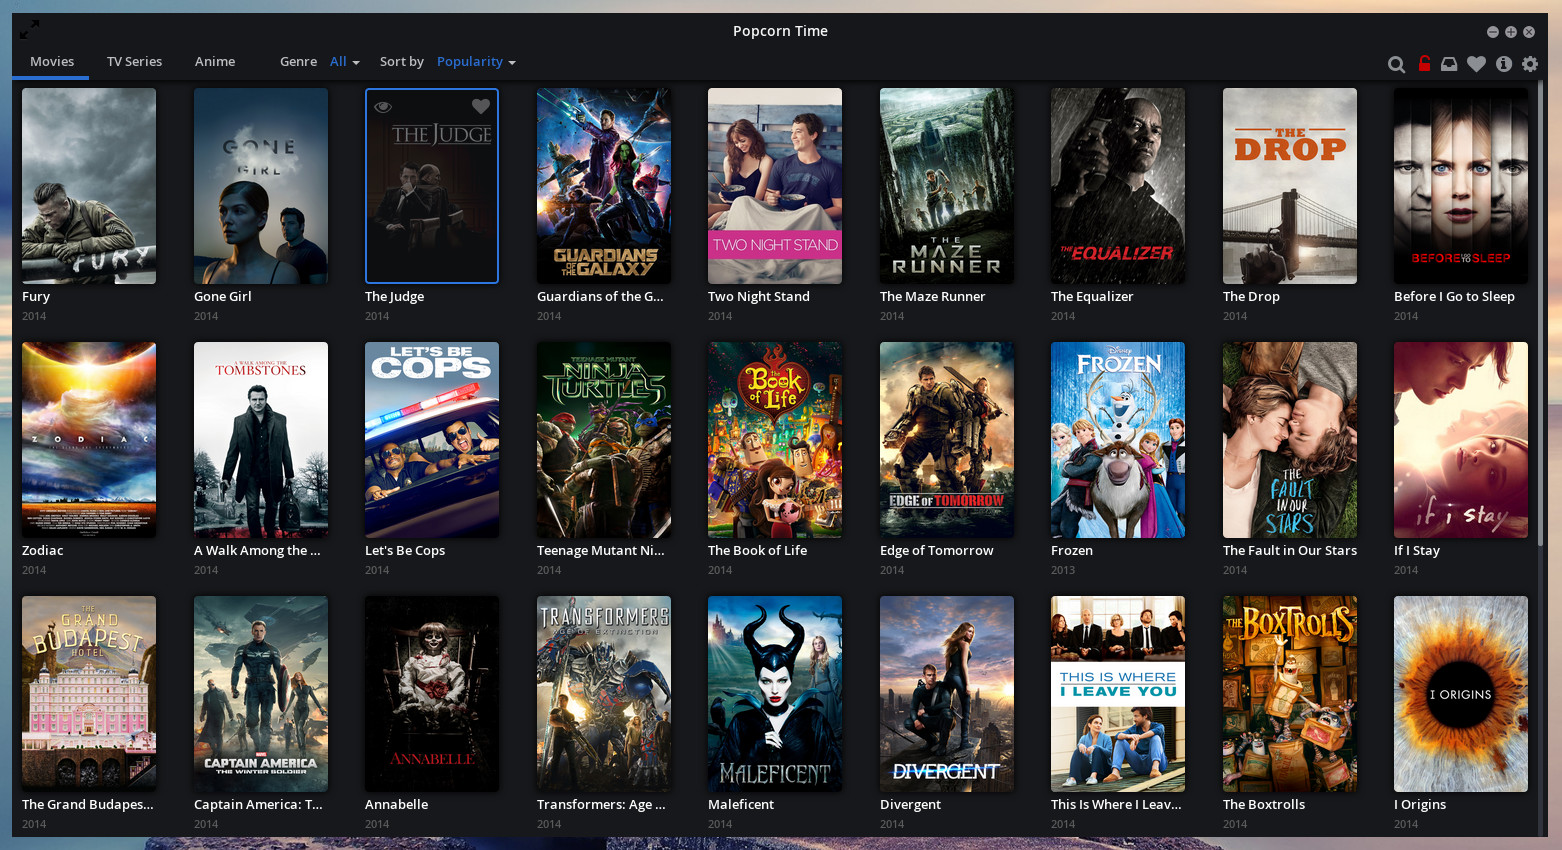 Popcorn Time
Movies TV Series Anime Genre All Sort by Popularity
FURY
GONE GIRL
THE JUDGE
GUARDIANS OF THE GALAXY
TWO NIGHT STAND
THE MAZE RUNNER
THE EQUALIZER
THE DROP
BEFORE I GO TO SLEEP
Fury Gone Girl The Judge Guardians of the G... Two Night Stand The Maze Runner The Equalizer The Drop Before I Go to Sleep
2014 2014 2014 2014 2014 2014 2014 2014 2014
ZODIAC
A WALK AMONG THE
TOMBSTONES
LET'S BE
COPS
TEENAGE MUTANT
NINJA
TURTLES
the
Book
of Life
EDGE OF TOMORROW
Disney
FROZEN
THE
FAULT
IN OUR
STARS
if i stay
Zodiac A Walk Among the ... Let's Be Cops Teenage Mutant Ni... The Book of Life Edge of Tomorrow Frozen The Fault in Our Stars If I Stay
2014 2014 2014 2014 2014 2014 2013 2014 2014
THE
GRAND
BUDAPEST
HOTEL
MARVEL
CAPTAIN AMERICA
THE WINTER SOLDIER
ANNABELLE
TRANSFORMERS
AGE OF EXTINCTION
MALEFICENT
DIVERGENT
THIS IS WHERE
I LEAVE YOU
THE BOXTROLLS
I ORIGINS
The Grand Budapes... Captain America: T... Annabelle Transformers: Age ... Maleficent Divergent This Is Where I Leav... The Boxtrolls I Origins
2014 2014 2014 2014 2014 2014 2014 2014 2014